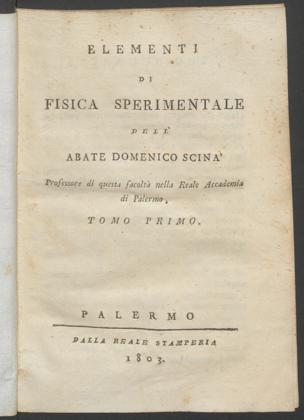 ELEMENTI
DI
FISICA SPERIMENTALE
DELL'
ABATE DOMENICO SCINA'
Professore di questa facoltà nella Reale Accademia
di Palermo,
TOMO PRIMO.
PALERMO
DALLA REALE STAMPERIA
1803.